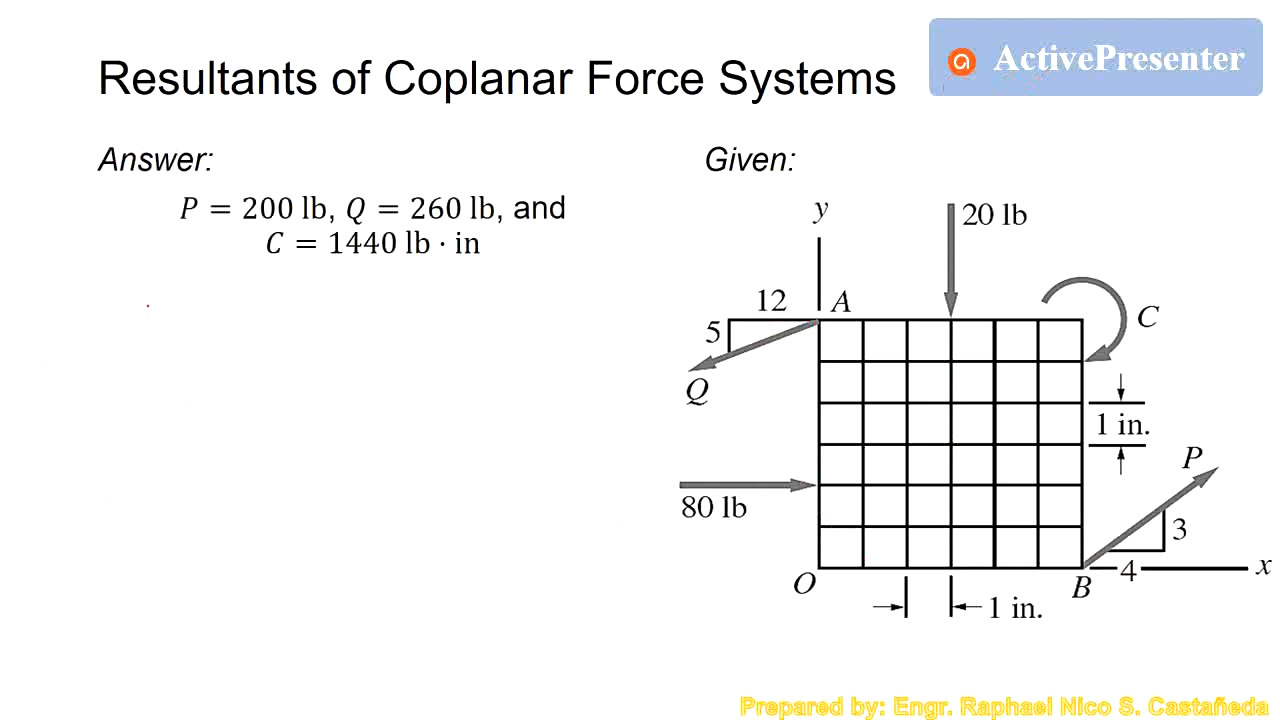 ActivePresenter
Resultants of Coplanar Force Systems
Answer:
P = 200 lb, Q = 260 lb, and
C = 1440 lb · in
Given:
y
20 lb
12
A
C
5
Q
1 in.
P
80 lb
3
O
B
4
x
1 in.
Prepared by: Engr. Raphael Nico S. Castañeda